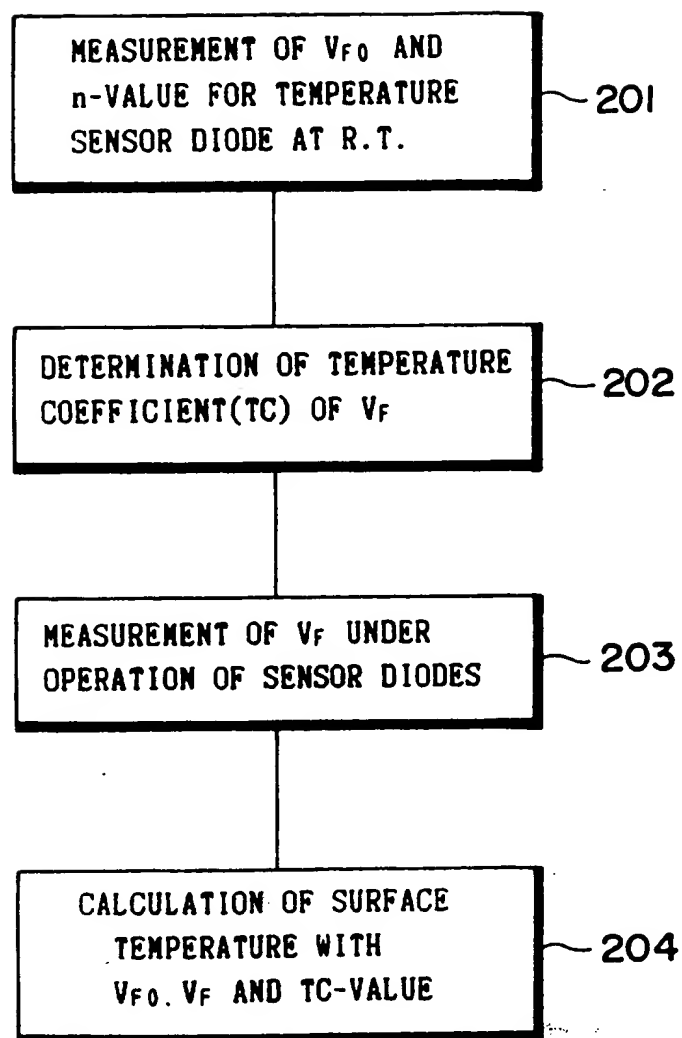 MEASUREMENT OF VF0 AND
n-VALUE FOR TEMPERATURE
SENSOR DIODE AT R.T.
201
DETERMINATION OF TEMPERATURE
COEFFICIENT(TC) OF VF
202
MEASUREMENT OF VF UNDER
OPERATION OF SENSOR DIODES
203
CALCULATION OF SURFACE
TEMPERATURE WITH
VF0. VF AND TC-VALUE
204